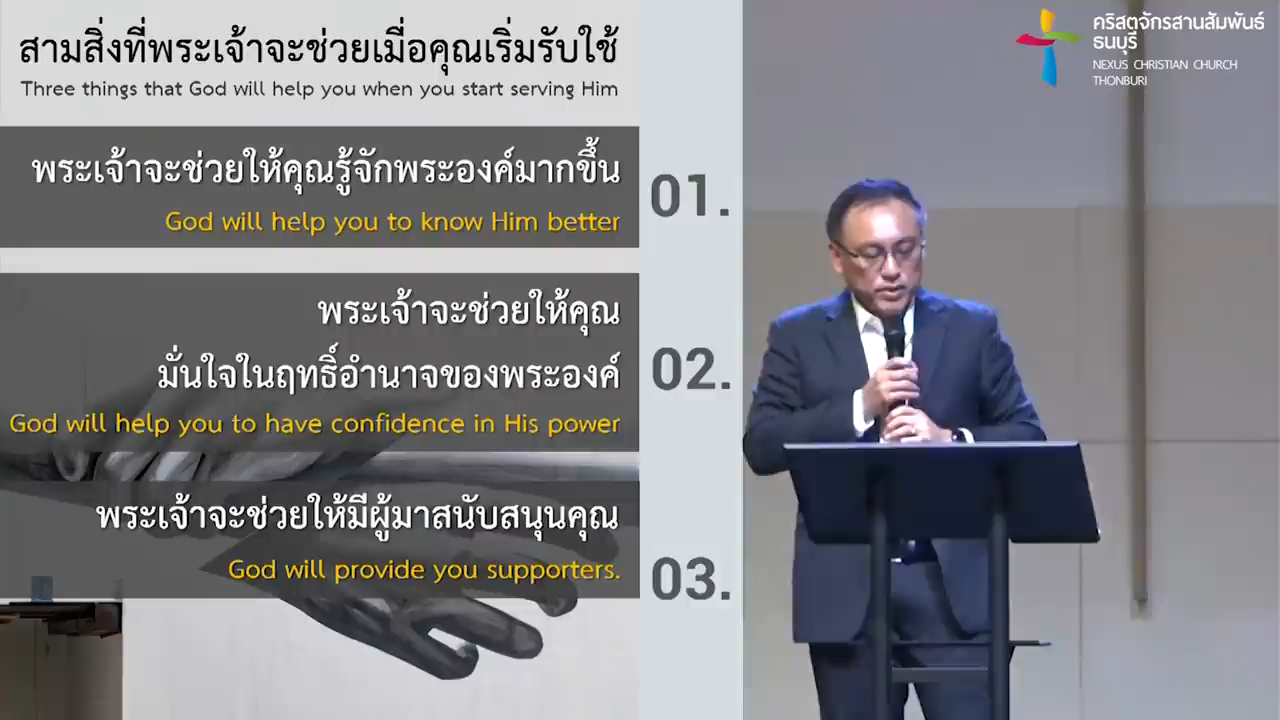 สามสิ่งที่พระเจ้าจะช่วยเมื่อคุณเริ่มรับใช้
Three things that God will help you when you start serving Him
พระเจ้าจะช่วยให้คุณรู้จักพระองค์มากขึ้น
God will help you to know Him better
01.
พระเจ้าจะช่วยให้คุณ
มั่นใจในฤทธิ์อำนาจของพระองค์
God will help you to have confidence in His power
02.
พระเจ้าจะช่วยให้มีผู้มาสนับสนุนคุณ
God will provide you supporters.
03.
คริสตจักรสานสัมพันธ์
ธนบุรี
NEXUS CHRISTIAN CHURCH
THONBURI